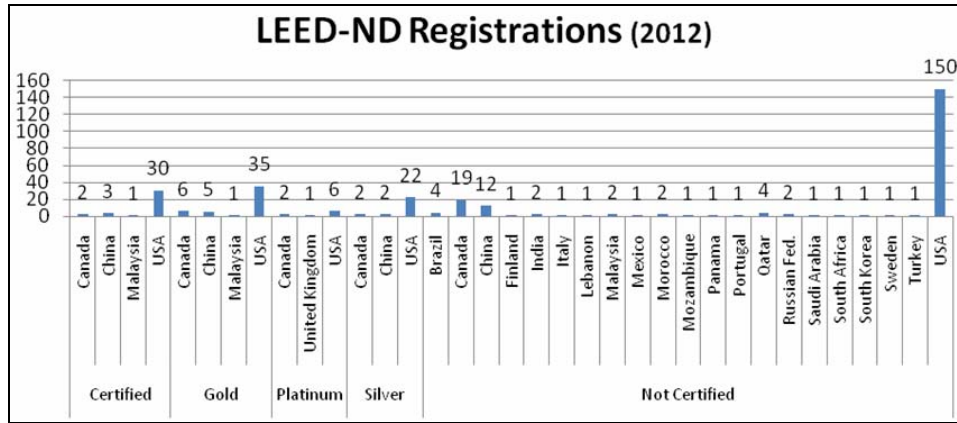 LEED-ND Registrations (2012)
160
140
120
100
80
60
40
20
0
2 3 1 30 6 5 1 35 2 1 6 2 2 22 4 19 12 1 2 1 1 2 1 2 1 1 1 4 2 1 1 1 1 1 150
Canada
China
Malaysia
USA
Canada
China
Malaysia
USA
Canada
United Kingdom
USA
Canada
China
USA
Brazil
Canada
China
Finland
India
Italy
Lebanon
Malaysia
Mexico
Morocco
Mozambique
Panama
Portugal
Qatar
Russian Fed.
Saudi Arabia
South Africa
South Korea
Sweden
Turkey
USA
Certified Gold Platinum Silver Not Certified